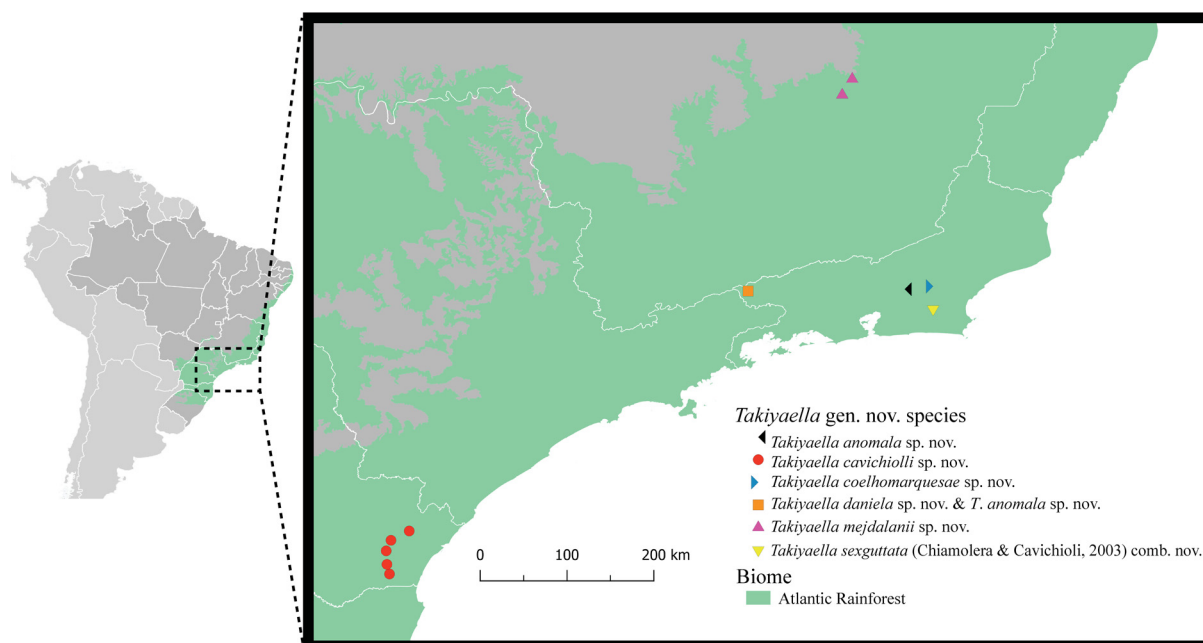 Takiyaella gen. nov. species
Takiyaella anomala sp. nov.
Takiyaella cavichiolli sp. nov.
Takiyaella coelhomarquesae sp. nov.
Takiyaella daniela sp. nov. & T. anomala sp. nov.
Takiyaella mejdalanii sp. nov.
Takiyaella sexguttata (Chiamolera & Cavichioli, 2003) comb. nov.
0 100 200 km
Biome
Atlantic Rainforest